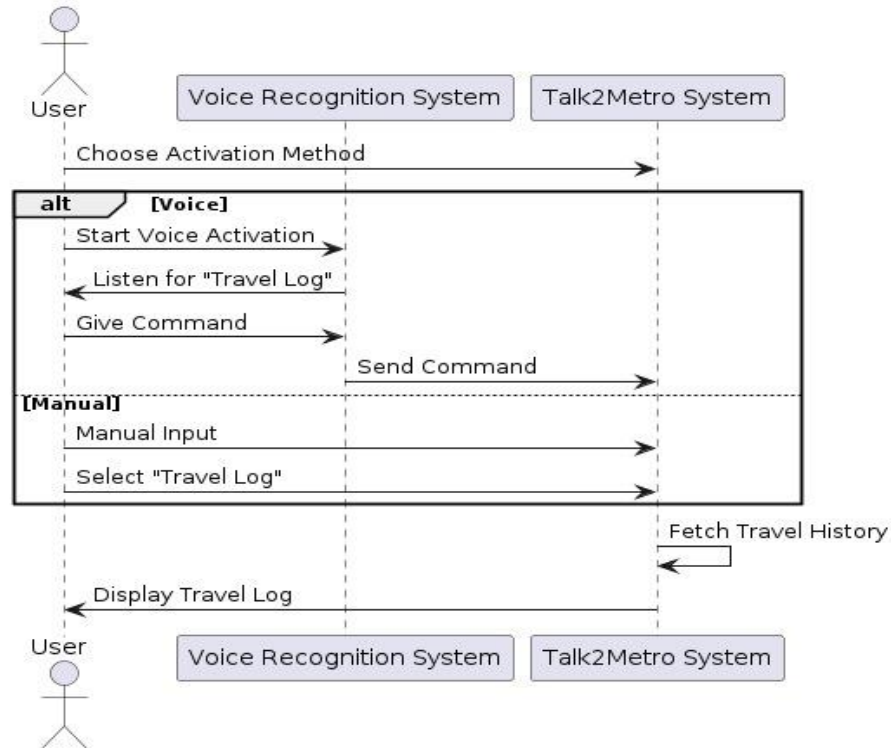 User
Voice Recognition System
Talk2Metro System
Choose Activation Method
alt [Voice]
Start Voice Activation
Listen for "Travel Log"
Give Command
Send Command
[Manual]
Manual Input
Select "Travel Log"
Fetch Travel History
Display Travel Log
User
Voice Recognition System
Talk2Metro System